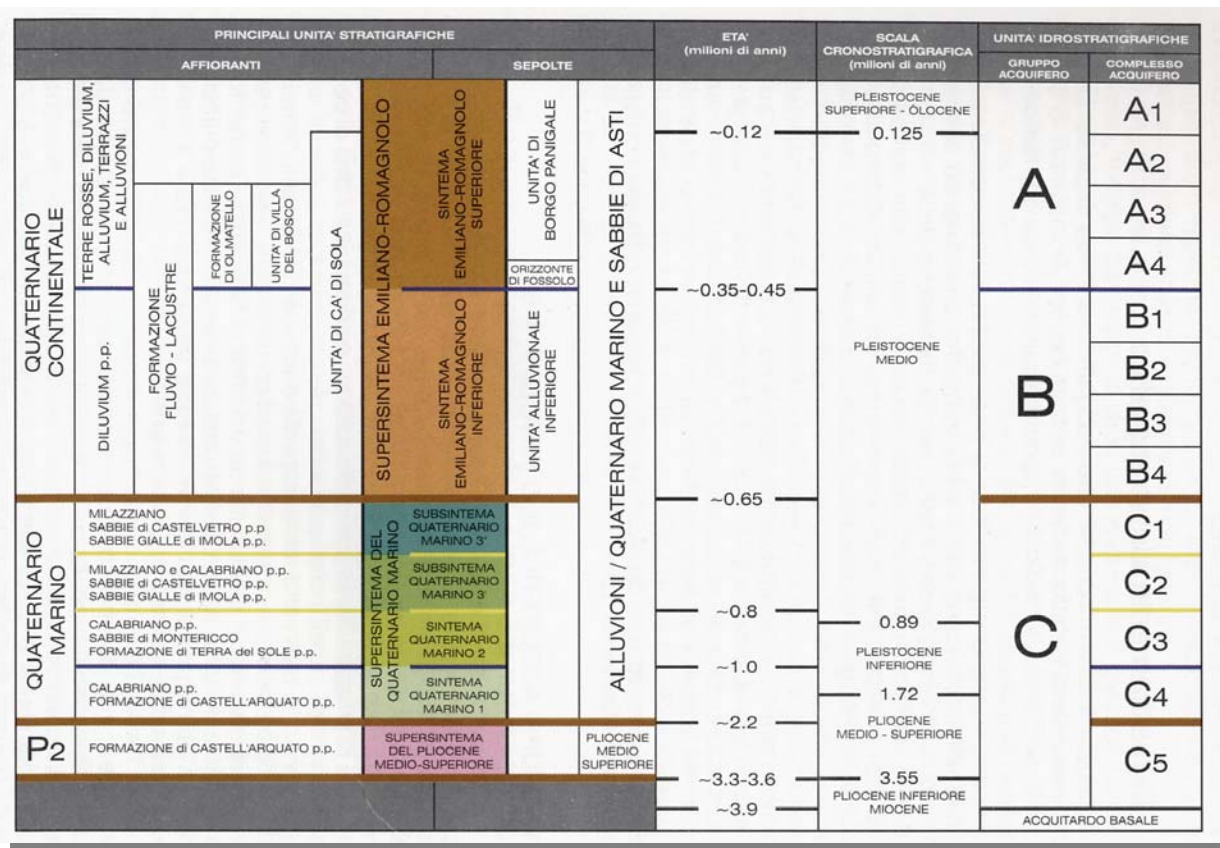 PRINCIPALI UNITA' STRATIGRAFICHE
AFFIORANTI
SEPOLTE
ETA'
(milioni di anni)
SCALA
CRONOSTRATIGRAFICA
(milioni di anni)
UNITA' IDROSTRATIGRAFICHE
GRUPPO
ACQUIFERO
COMPLESSO
ACQUIFERO
QUATERNARIO
CONTINENTALE
TERRE ROSSE, DILUVIUM,
ALLUVIUM, TERRAZZI
E ALLUVIONI
DILUVIUM p.p.
FORMAZIONE
FLUVIO - LACUSTRE
FORMAZIONE
DI OLMATELLO
UNITA' DI VILLA
DEL BOSCO
UNITA' DI CA' DI SOLA
SUPERSINTEMA EMILIANO-ROMAGNOLO
SINTEMA
EMILIANO-ROMAGNOLO
SUPERIORE
SINTEMA
EMILIANO-ROMAGNOLO
INFERIORE
UNITA' DI
BORGO PANIGALE
ORIZZONTE
DI FOSSOLO
UNITA' ALLUVIONALE
INFERIORE
ALLUVIONI / QUATERNARIO MARINO E SABBIE DI ASTI
QUATERNARIO
MARINO
MILAZZIANO
SABBIE di CASTELVETRO p.p
SABBIE GIALLE di IMOLA p.p.
MILAZZIANO e CALABRIANO p.p.
SABBIE di CASTELVETRO p.p.
SABBIE GIALLE di IMOLA p.p.
CALABRIANO p.p.
SABBIE di MONTERICCO
FORMAZIONE di TERRA del SOLE p.p.
CALABRIANO p.p.
FORMAZIONE di CASTELL'ARQUATO p.p.
SUPERSINTEMA DEL
QUATERNARIO MARINO
SUBSINTEMA
QUATERNARIO
MARINO 3"
SUBSINTEMA
QUATERNARIO
MARINO 3'
SINTEMA
QUATERNARIO
MARINO 2
SINTEMA
QUATERNARIO
MARINO 1
P2
FORMAZIONE di CASTELL'ARQUATO p.p.
SUPERSINTEMA
DEL PLIOCENE
MEDIO-SUPERIORE
PLIOCENE
MEDIO
SUPERIORE
~0.12
~0.35-0.45
~0.65
~0.8
~1.0
~2.2
~3.3-3.6
~3.9
PLEISTOCENE
SUPERIORE - OLOCENE
0.125
PLEISTOCENE
MEDIO
0.89
PLEISTOCENE
INFERIORE
1.72
PLIOCENE
MEDIO - SUPERIORE
3.55
PLIOCENE INFERIORE
MIOCENE
A
B
C
A1
A2
A3
A4
B1
B2
B3
B4
C1
C2
C3
C4
C5
ACQUITARDO BASALE